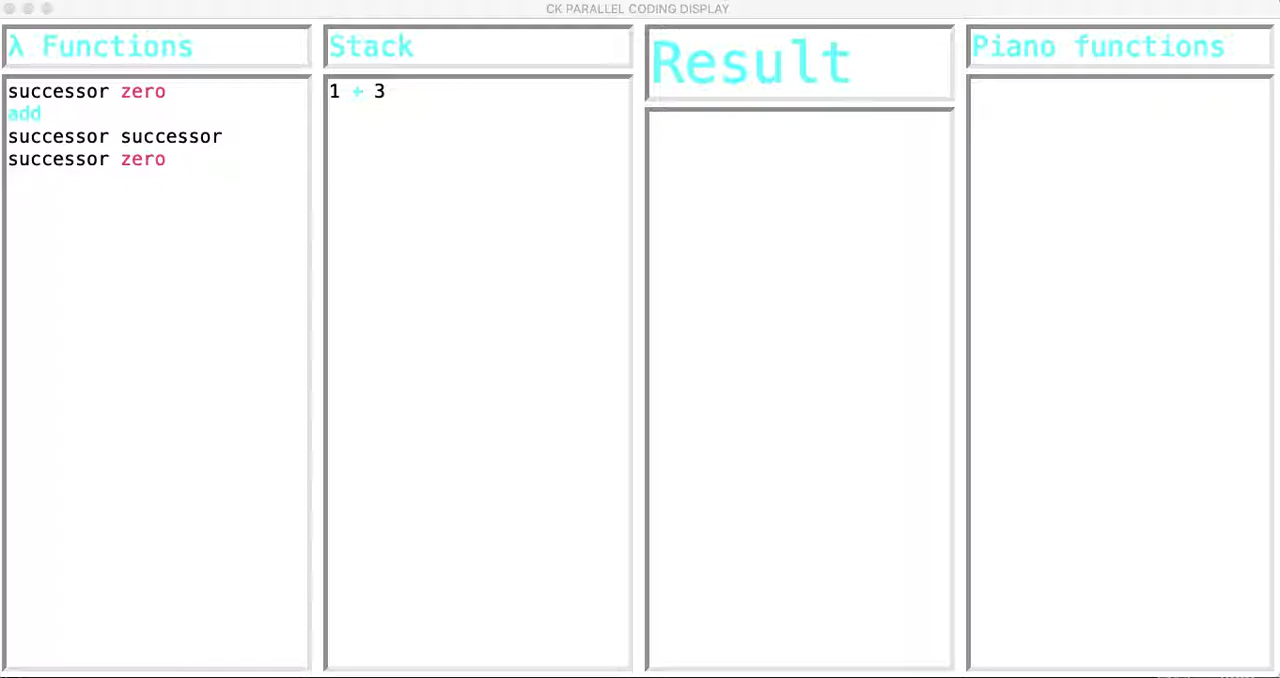 CK PARALLEL CODING DISPLAY
λ Functions
successor zero
add
successor successor
successor zero
Stack
1 + 3
Result
Piano functions